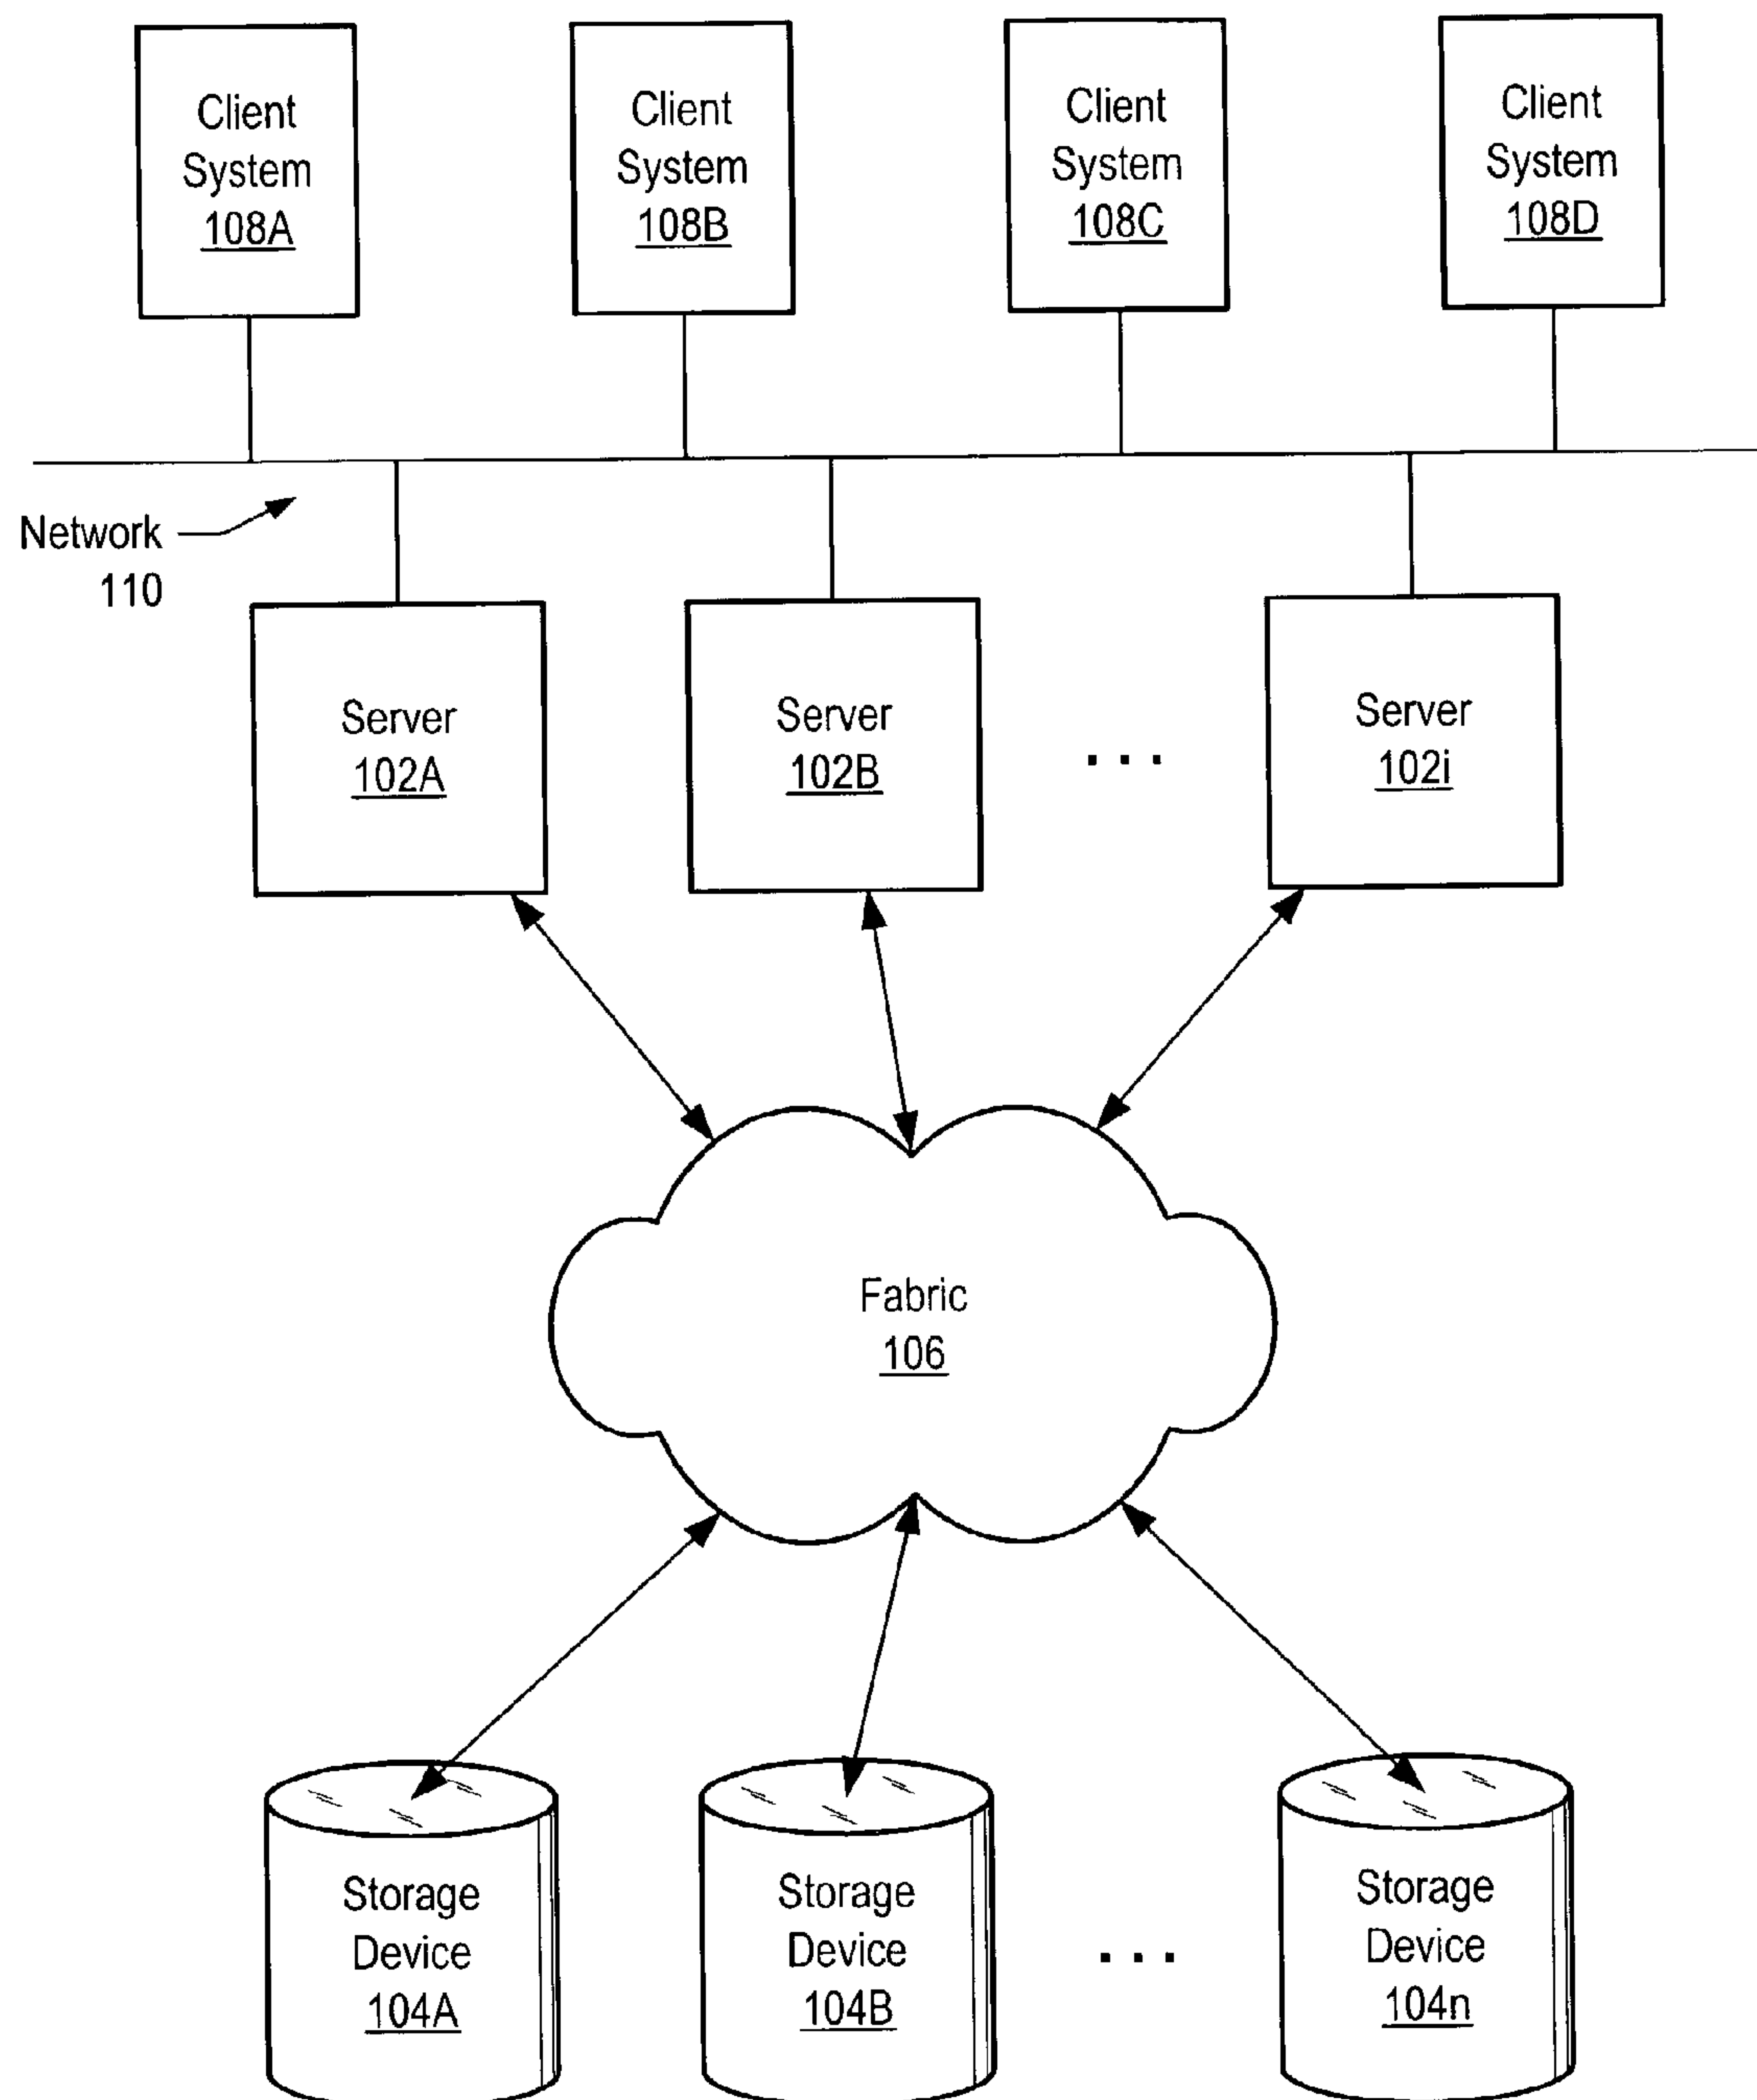 Client
System
108A
Client
System
108B
Client
System
108C
Client
System
108D
Network
110
Server
102A
Server
102B
. . .
Server
102i
Fabric
106
Storage
Device
104A
Storage
Device
104B
. . .
Storage
Device
104n